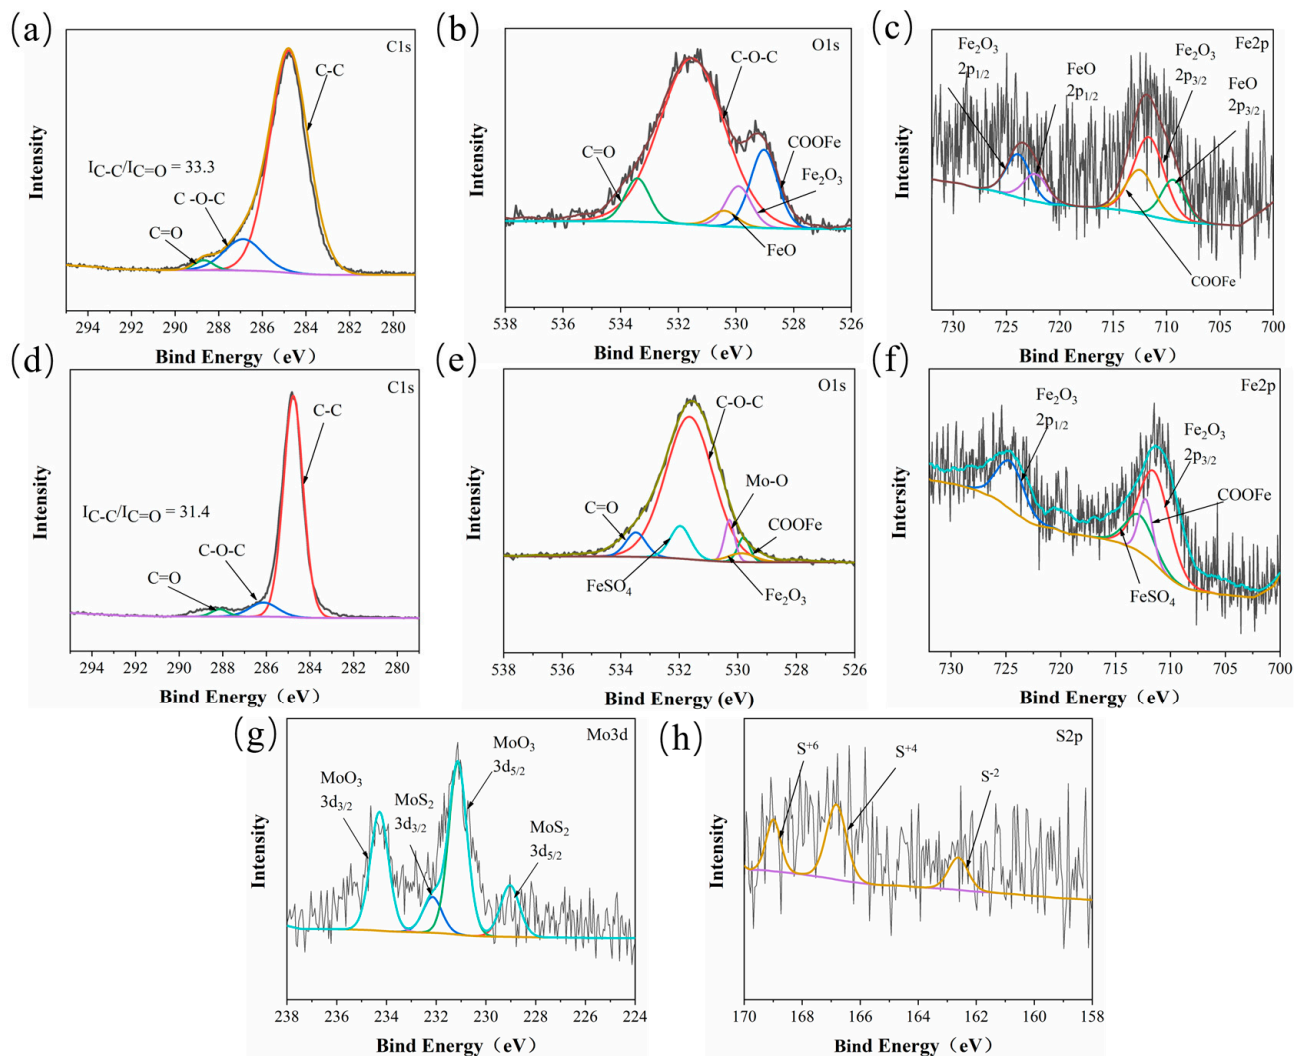 (a)
C1s
C-C
I_C-C/I_C=O = 33.3
C -O-C
C=O
Intensity
294 292 290 288 286 284 282 280
Bind Energy（eV）
(b)
O1s
C-O-C
C=O
COOFe
Fe₂O₃
FeO
Intensity
538 536 534 532 530 528 526
Bind Energy（eV）
(c)
Fe2p
Fe₂O₃
2p₁/₂
FeO
2p₁/₂
Fe₂O₃
2p₃/₂
FeO
2p₃/₂
COOFe
Intensity
730 725 720 715 710 705 700
Bind Energy（eV）
(d)
C1s
C-C
I_C-C/I_C=O = 31.4
C-O-C
C=O
Intensity
294 292 290 288 286 284 282 280
Bind Energy（eV）
(e)
O1s
C-O-C
Mo-O
C=O
COOFe
FeSO₄
Fe₂O₃
Intensity
538 536 534 532 530 528 526
Bind Energy (eV)
(f)
Fe2p
Fe₂O₃
2p₁/₂
Fe₂O₃
2p₃/₂
COOFe
FeSO₄
Intensity
730 725 720 715 710 705 700
Bind Energy（eV）
(g)
Mo3d
MoO₃
3d₃/₂
MoS₂
3d₃/₂
MoO₃
3d₅/₂
MoS₂
3d₅/₂
Intensity
238 236 234 232 230 228 226 224
Bind Energy（eV）
(h)
S2p
S⁺⁶
S⁺⁴
S⁻²
Intensity
170 168 166 164 162 160 158
Bind Energy（eV）